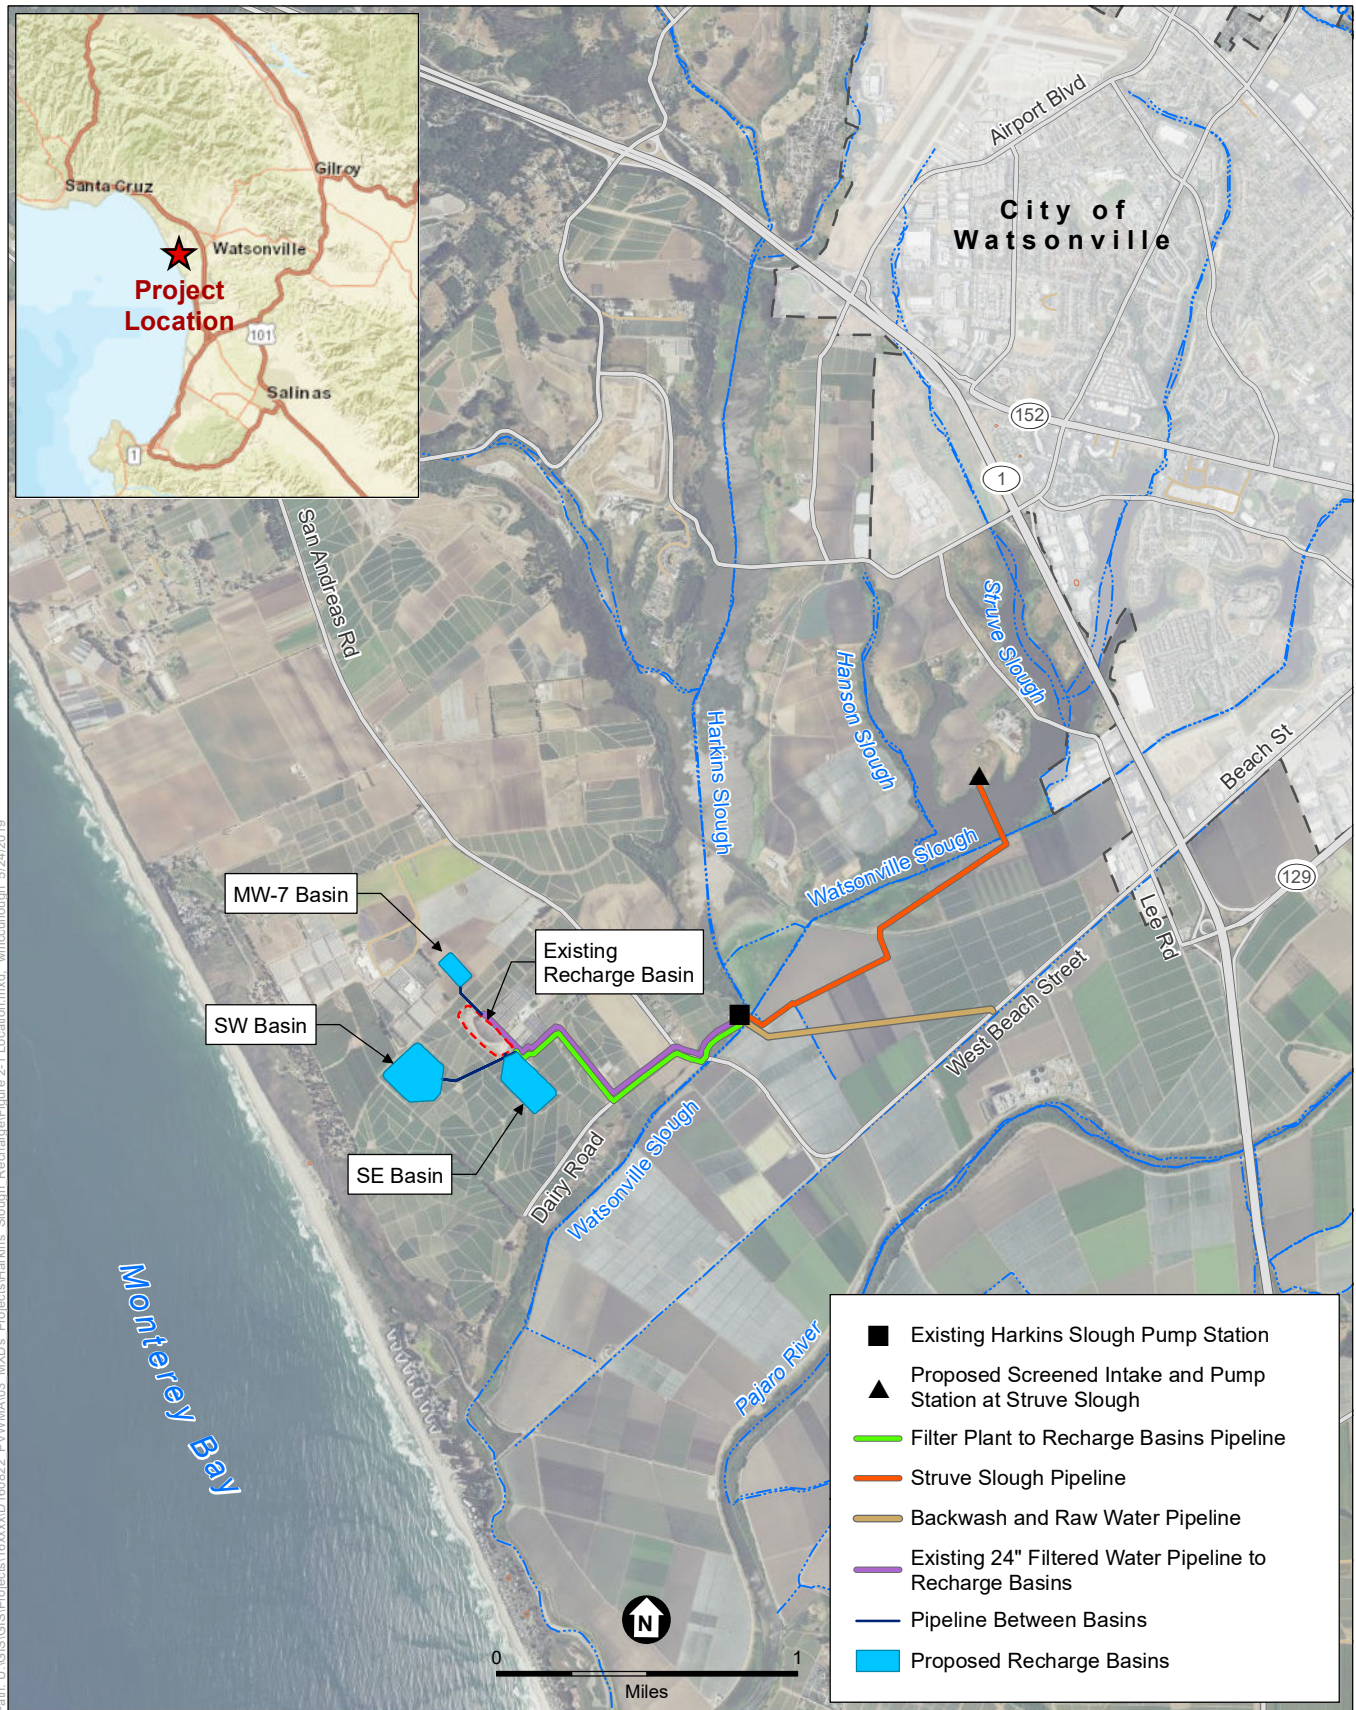 Santa Cruz
Gilroy
Watsonville
Project
Location
101
Salinas
1
Airport Blvd
City of
Watsonville
152
1
San Andreas Rd
Struve Slough
Hanson Slough
Harkins Slough
Beach St
Watsonville Slough
129
Lee Rd
MW-7 Basin
Existing
Recharge Basin
SW Basin
West Beach Street
SE Basin
Dairy Road
Watsonville Slough
Monterey Bay
Pajaro River
Existing Harkins Slough Pump Station
Proposed Screened Intake and Pump
Station at Struve Slough
Filter Plant to Recharge Basins Pipeline
Struve Slough Pipeline
Backwash and Raw Water Pipeline
Existing 24" Filtered Water Pipeline to
Recharge Basins
Pipeline Between Basins
Proposed Recharge Basins
N
0 1
Miles